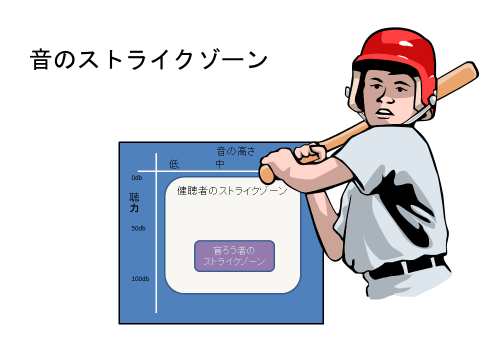 音のストライクゾーン
音の高さ
低 中
0db
健聴者のストライクゾーン
聴力
50db
盲ろう者の
ストライクゾーン
100db